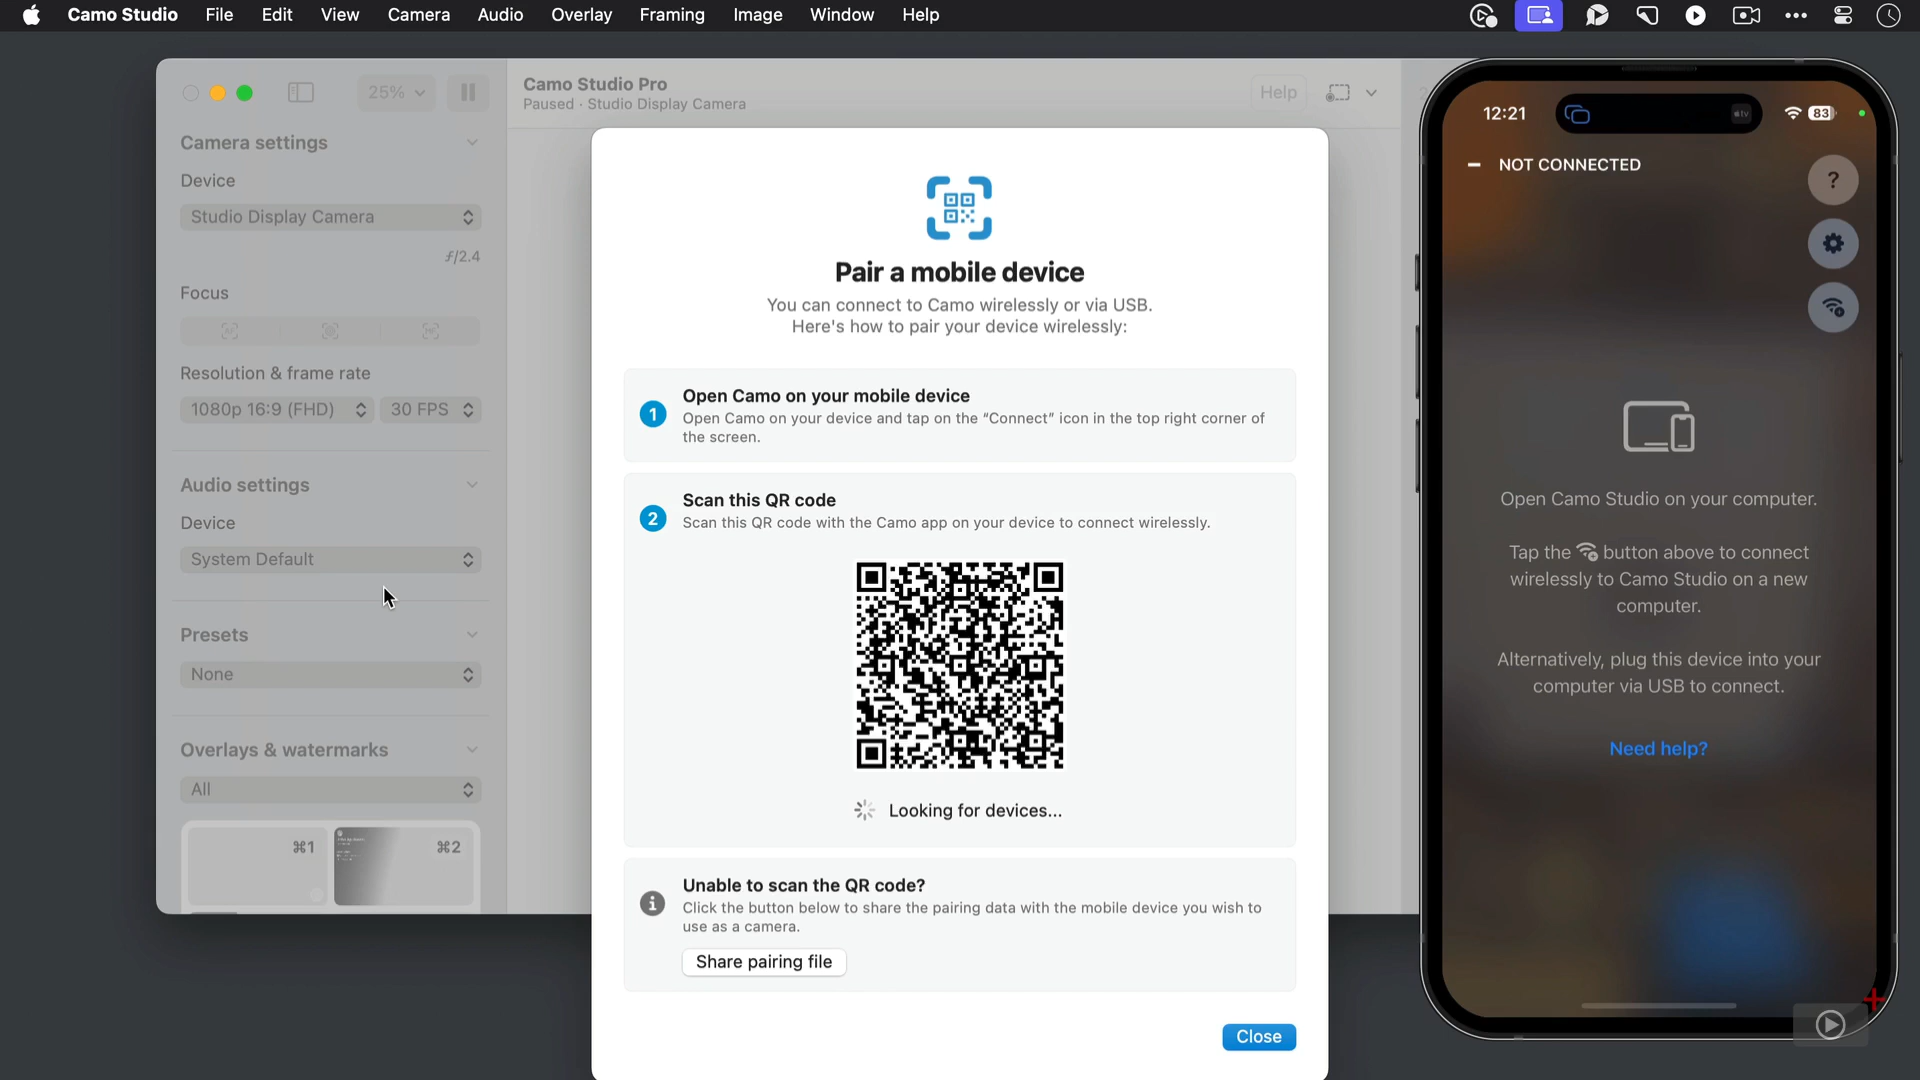 Camo Studio File Edit View Camera Audio Overlay Framing Image Window Help
25%
Camo Studio Pro
Paused · Studio Display Camera
Help
Camera settings
Device
Studio Display Camera
ƒ/2.4
Focus
Resolution & frame rate
1080p 16:9 (FHD) 30 FPS
Audio settings
Device
System Default
Presets
None
Overlays & watermarks
All
⌘1 ⌘2
Pair a mobile device
You can connect to Camo wirelessly or via USB.
Here's how to pair your device wirelessly:
1 Open Camo on your mobile device
Open Camo on your device and tap on the “Connect” icon in the top right corner of
the screen.
2 Scan this QR code
Scan this QR code with the Camo app on your device to connect wirelessly.
Looking for devices...
Unable to scan the QR code?
Click the button below to share the pairing data with the mobile device you wish to
use as a camera.
Share pairing file
Close
12:21 tv 83
NOT CONNECTED
?
Open Camo Studio on your computer.
Tap the button above to connect
wirelessly to Camo Studio on a new
computer.
Alternatively, plug this device into your
computer via USB to connect.
Need help?